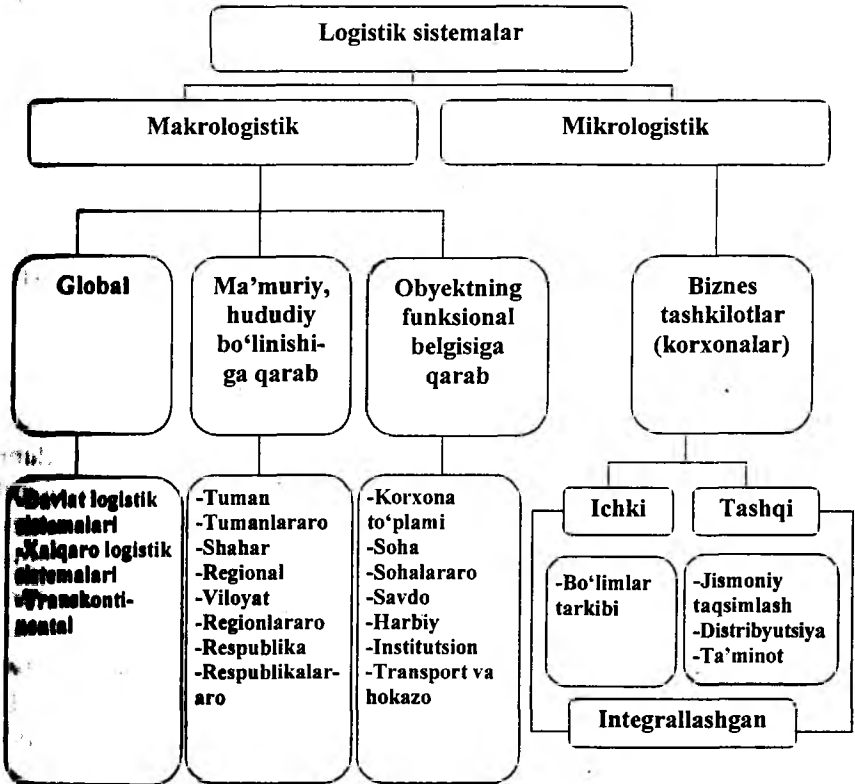 Logistik sistemalar
Makrologistik
Mikrologistik
Global
Ma’muriy,
hududiy
bo‘linishi-
ga qarab
Obyektning
funksional
belgisiga
qarab
Biznes
tashkilotlar
(korxonalar)
-Davlat logistik
sistemalari
-Xalqaro logistik
sistemalari
-Transkonti-
nental
-Tuman
-Tumanlararo
-Shahar
-Regional
-Viloyat
-Regionlararo
-Respublika
-Respublikalar-
aro
-Korxona
to‘plami
-Soha
-Sohalararo
-Savdo
-Harbiy
-Institutsion
-Transport va
hokazo
Ichki
Tashqi
-Bo‘limlar
tarkibi
-Jismoniy
taqsimlash
-Distribyutsiya
-Ta’minot
Integrallashgan